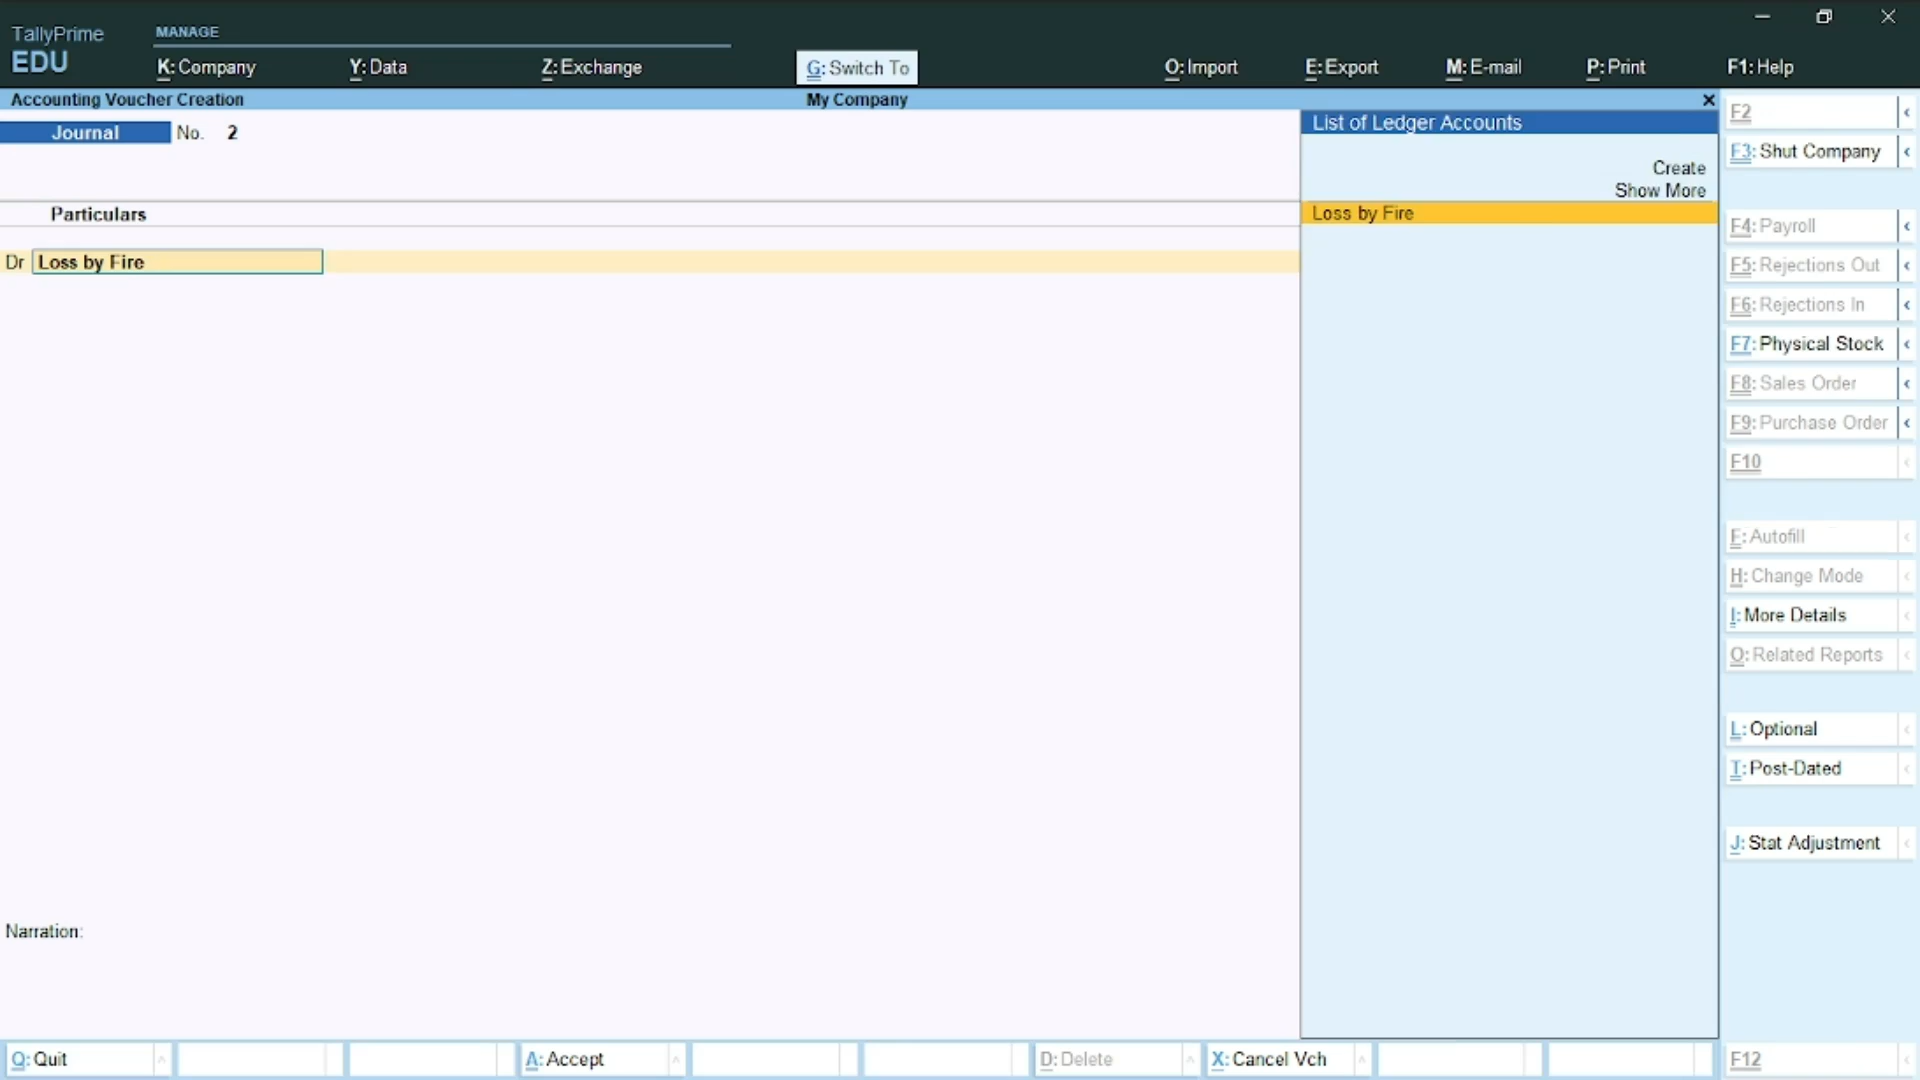 TallyPrime
EDU
MANAGE
K: Company
Y: Data
Z: Exchange
G: Switch To
O: Import
E: Export
M: E-mail
P: Print
F1: Help
Accounting Voucher Creation
My Company
Journal No. 2
Particulars
Dr Loss by Fire
Narration:
List of Ledger Accounts
Create
Show More
Loss by Fire
F2
F3: Shut Company
F4: Payroll
F5: Rejections Out
F6: Rejections In
F7: Physical Stock
F8: Sales Order
F9: Purchase Order
F10
F: Autofill
H: Change Mode
I: More Details
O: Related Reports
L: Optional
T: Post-Dated
J: Stat Adjustment
Q: Quit
A: Accept
D: Delete
X: Cancel Vch
F12